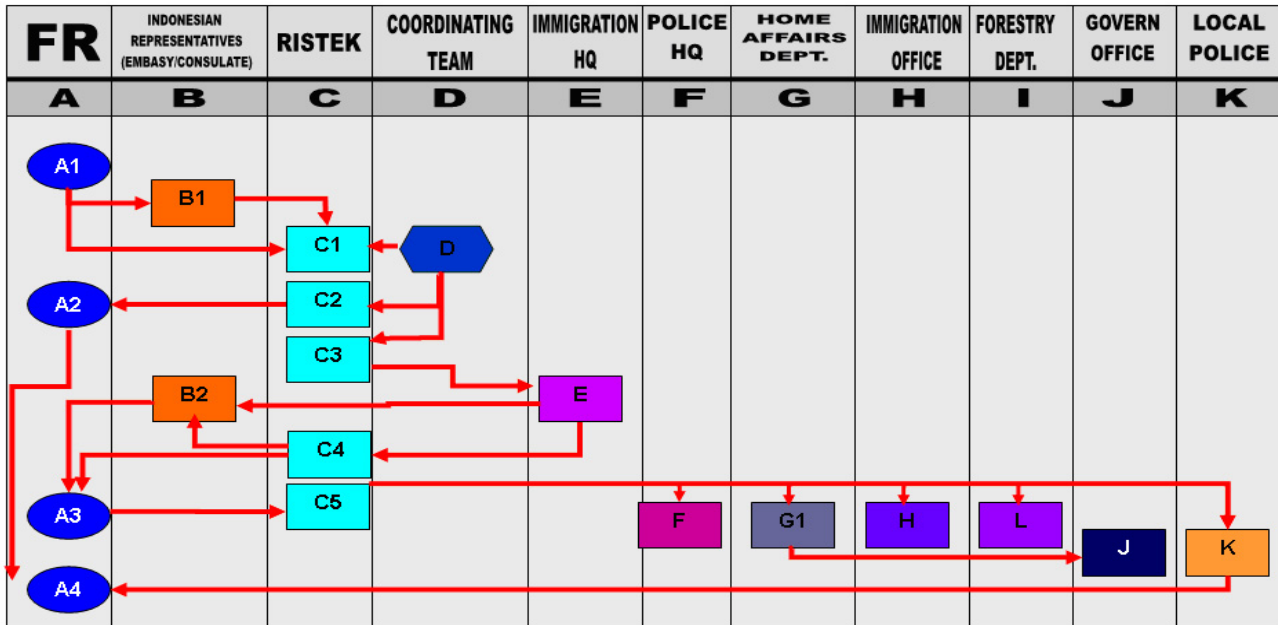 FR
INDONESIAN
REPRESENTATIVES
(EMBASY/CONSULATE)
RISTEK
COORDINATING
TEAM
IMMIGRATION
HQ
POLICE
HQ
HOME
AFFAIRS
DEPT.
IMMIGRATION
OFFICE
FORESTRY
DEPT.
GOVERN
OFFICE
LOCAL
POLICE
A
B
C
D
E
F
G
H
I
J
K
A1
B1
C1
D
A2
C2
C3
B2
E
C4
C5
A3
F
G1
H
L
J
K
A4